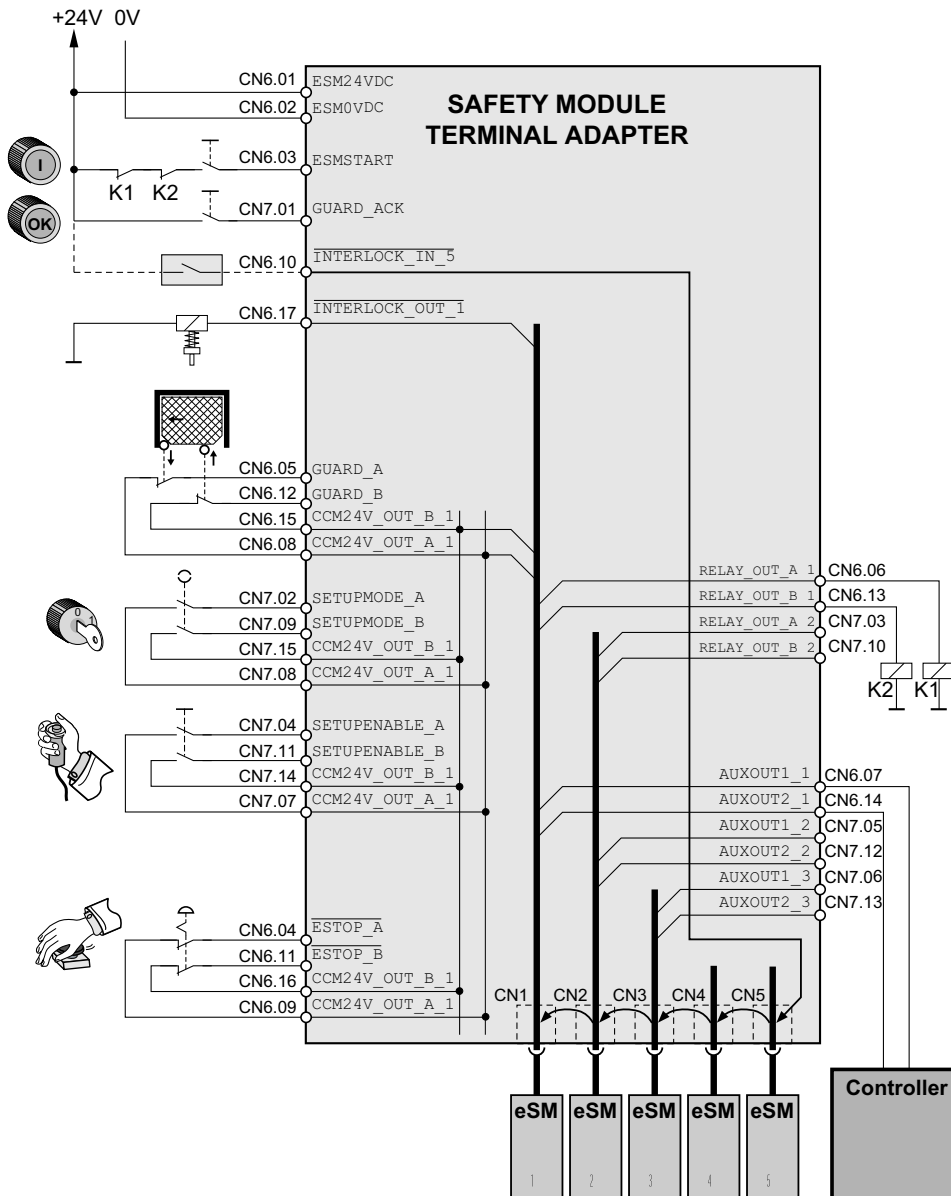 +24V 0V
SAFETY MODULE
TERMINAL ADAPTER
CN6.01 ESM24VDC
CN6.02 ESM0VDC
I
CN6.03 ESMSTART
K1 K2
OK
CN7.01 GUARD_ACK
CN6.10 INTERLOCK_IN_5
CN6.17 INTERLOCK_OUT_1
CN6.05 GUARD_A
CN6.12 GUARD_B
CN6.15 CCM24V_OUT_B_1
CN6.08 CCM24V_OUT_A_1
RELAY_OUT_A 1 CN6.06
RELAY_OUT_B 1 CN6.13
RELAY_OUT_A 2 CN7.03
RELAY_OUT_B 2 CN7.10
K2 K1
0 1
CN7.02 SETUPMODE_A
CN7.09 SETUPMODE_B
CN7.15 CCM24V_OUT_B_1
CN7.08 CCM24V_OUT_A_1
CN7.04 SETUPENABLE_A
CN7.11 SETUPENABLE_B
CN7.14 CCM24V_OUT_B_1
CN7.07 CCM24V_OUT_A_1
AUXOUT1_1 CN6.07
AUXOUT2_1 CN6.14
AUXOUT1_2 CN7.05
AUXOUT2_2 CN7.12
AUXOUT1_3 CN7.06
AUXOUT2_3 CN7.13
CN6.04 ESTOP_A
CN6.11 ESTOP_B
CN6.16 CCM24V_OUT_B_1
CN6.09 CCM24V_OUT_A_1
CN1 CN2 CN3 CN4 CN5
eSM eSM eSM eSM eSM
1 2 3 4 5
Controller